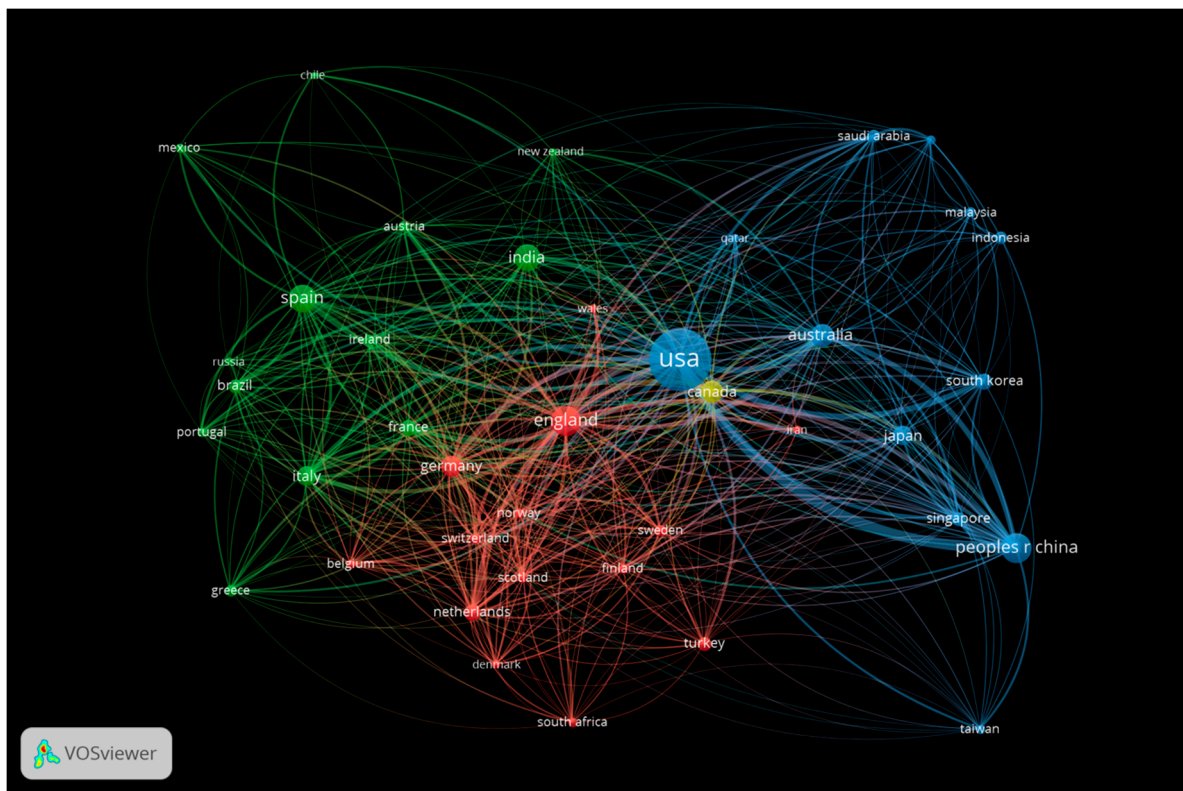 chile
mexico
new zealand
saudi arabia
malaysia
indonesia
austria
qatar
india
spain
wales
australia
ireland
usa
russia
brazil
canada
south korea
england
portugal
france
iran
japan
germany
italy
norway
singapore
switzerland
sweden
peoples r china
belgium
finland
scotland
greece
netherlands
turkey
denmark
south africa
taiwan
VOSviewer